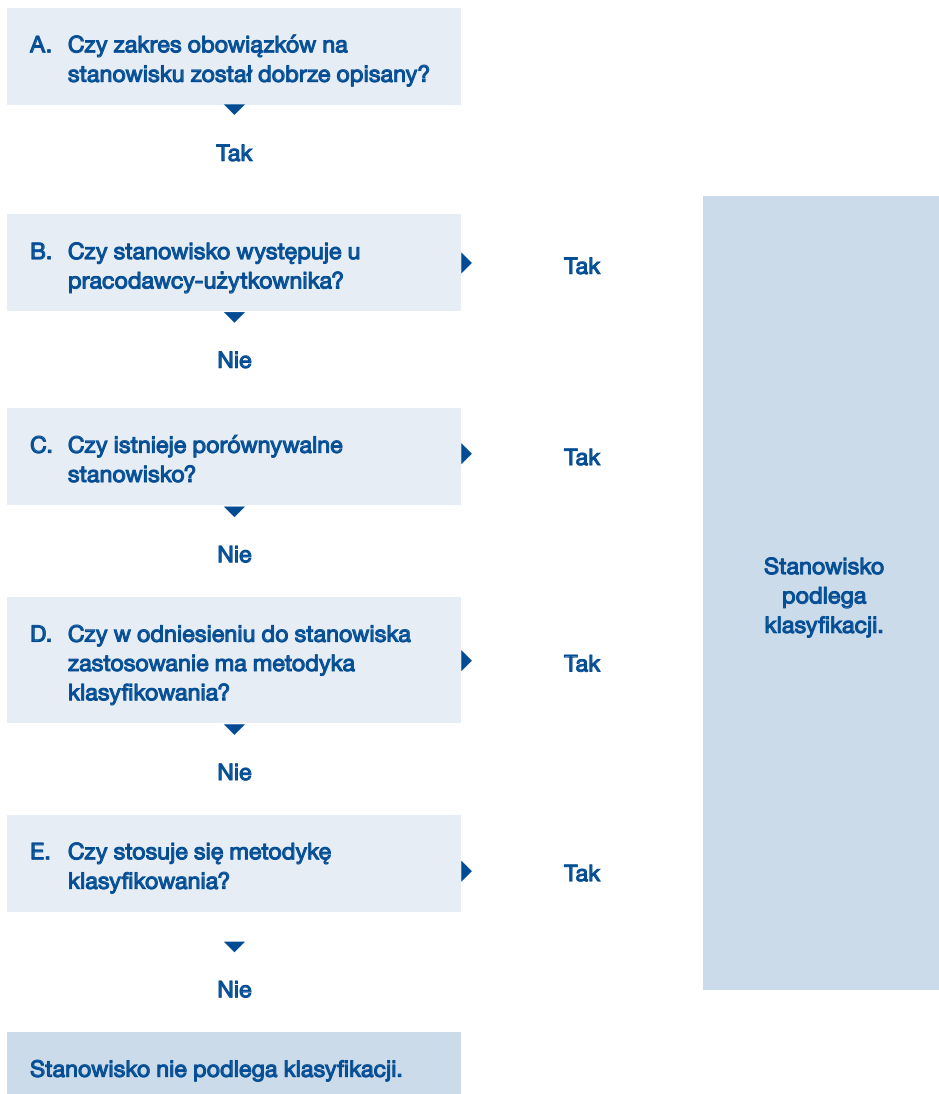 A. Czy zakres obowiązków na
stanowisku został dobrze opisany?
Tak
B. Czy stanowisko występuje u
pracodawcy-użytkownika?
Tak
Nie
C. Czy istnieje porównywalne
stanowisko?
Tak
Nie
D. Czy w odniesieniu do stanowiska
zastosowanie ma metodyka
klasyfikowania?
Tak
Nie
E. Czy stosuje się metodykę
klasyfikowania?
Tak
Nie
Stanowisko nie podlega klasyfikacji.
Stanowisko
podlega
klasyfikacji.